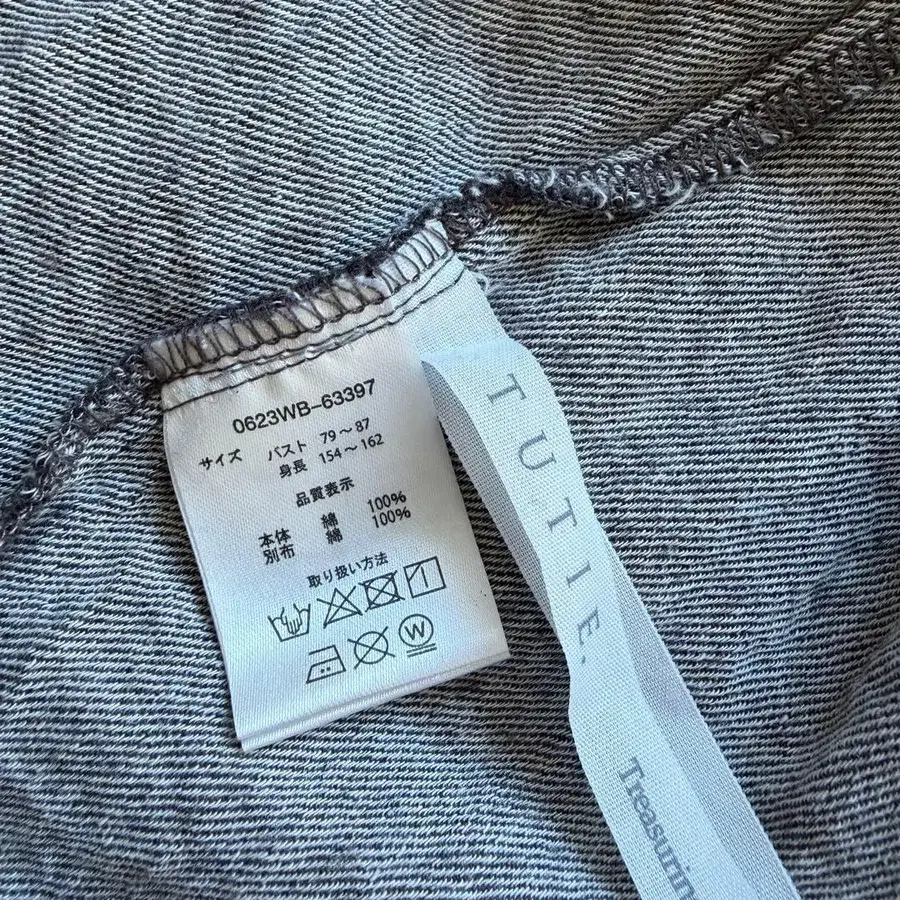 0623WB-63397
サイズ バスト 79～87
身長 154～162
品質表示
本体 綿 100%
別布 綿 100%
取り扱い方法
W
TUTIE.
Treasurin